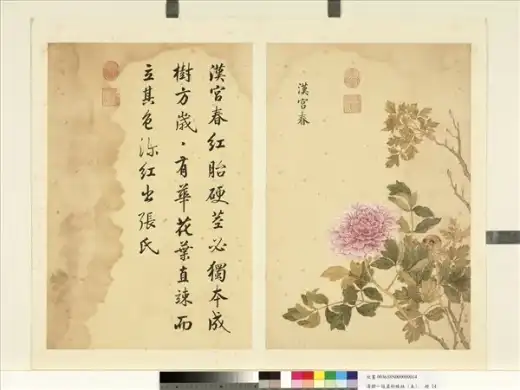 漢宮春
漢宮春紅胎硬莖必獨本成
樹方歲〻有華花葉直竦而
立其色深紅出張氏